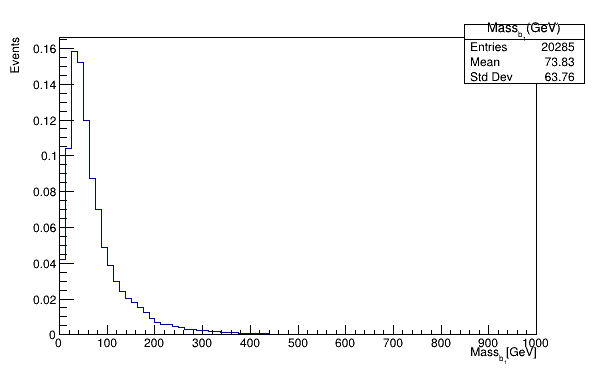 Mass_b_1(GeV)
Entries 20285
Mean 73.83
Std Dev 63.76
Events
0.16
0.14
0.12
0.1
0.08
0.06
0.04
0.02
0
0 100 200 300 400 500 600 700 800 900 1000
Mass_b_1[GeV]